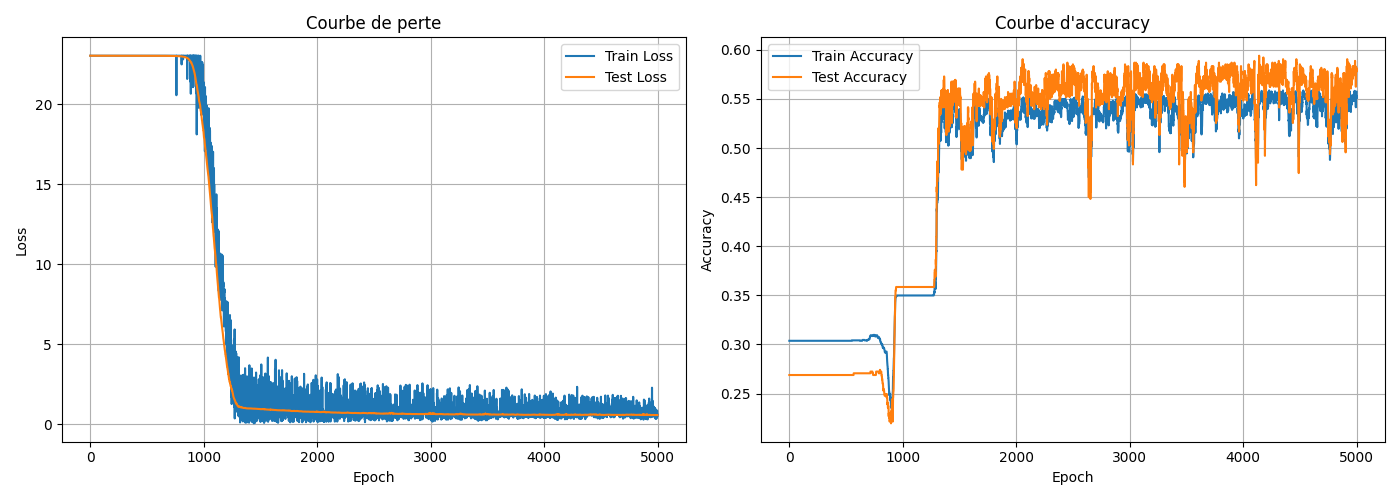 Courbe de perte
Train Loss
Test Loss
20
15
10
5
0
Loss
0 1000 2000 3000 4000 5000
Epoch
Courbe d'accuracy
Train Accuracy
Test Accuracy
0.60
0.55
0.50
0.45
0.40
0.35
0.30
0.25
Accuracy
0 1000 2000 3000 4000 5000
Epoch